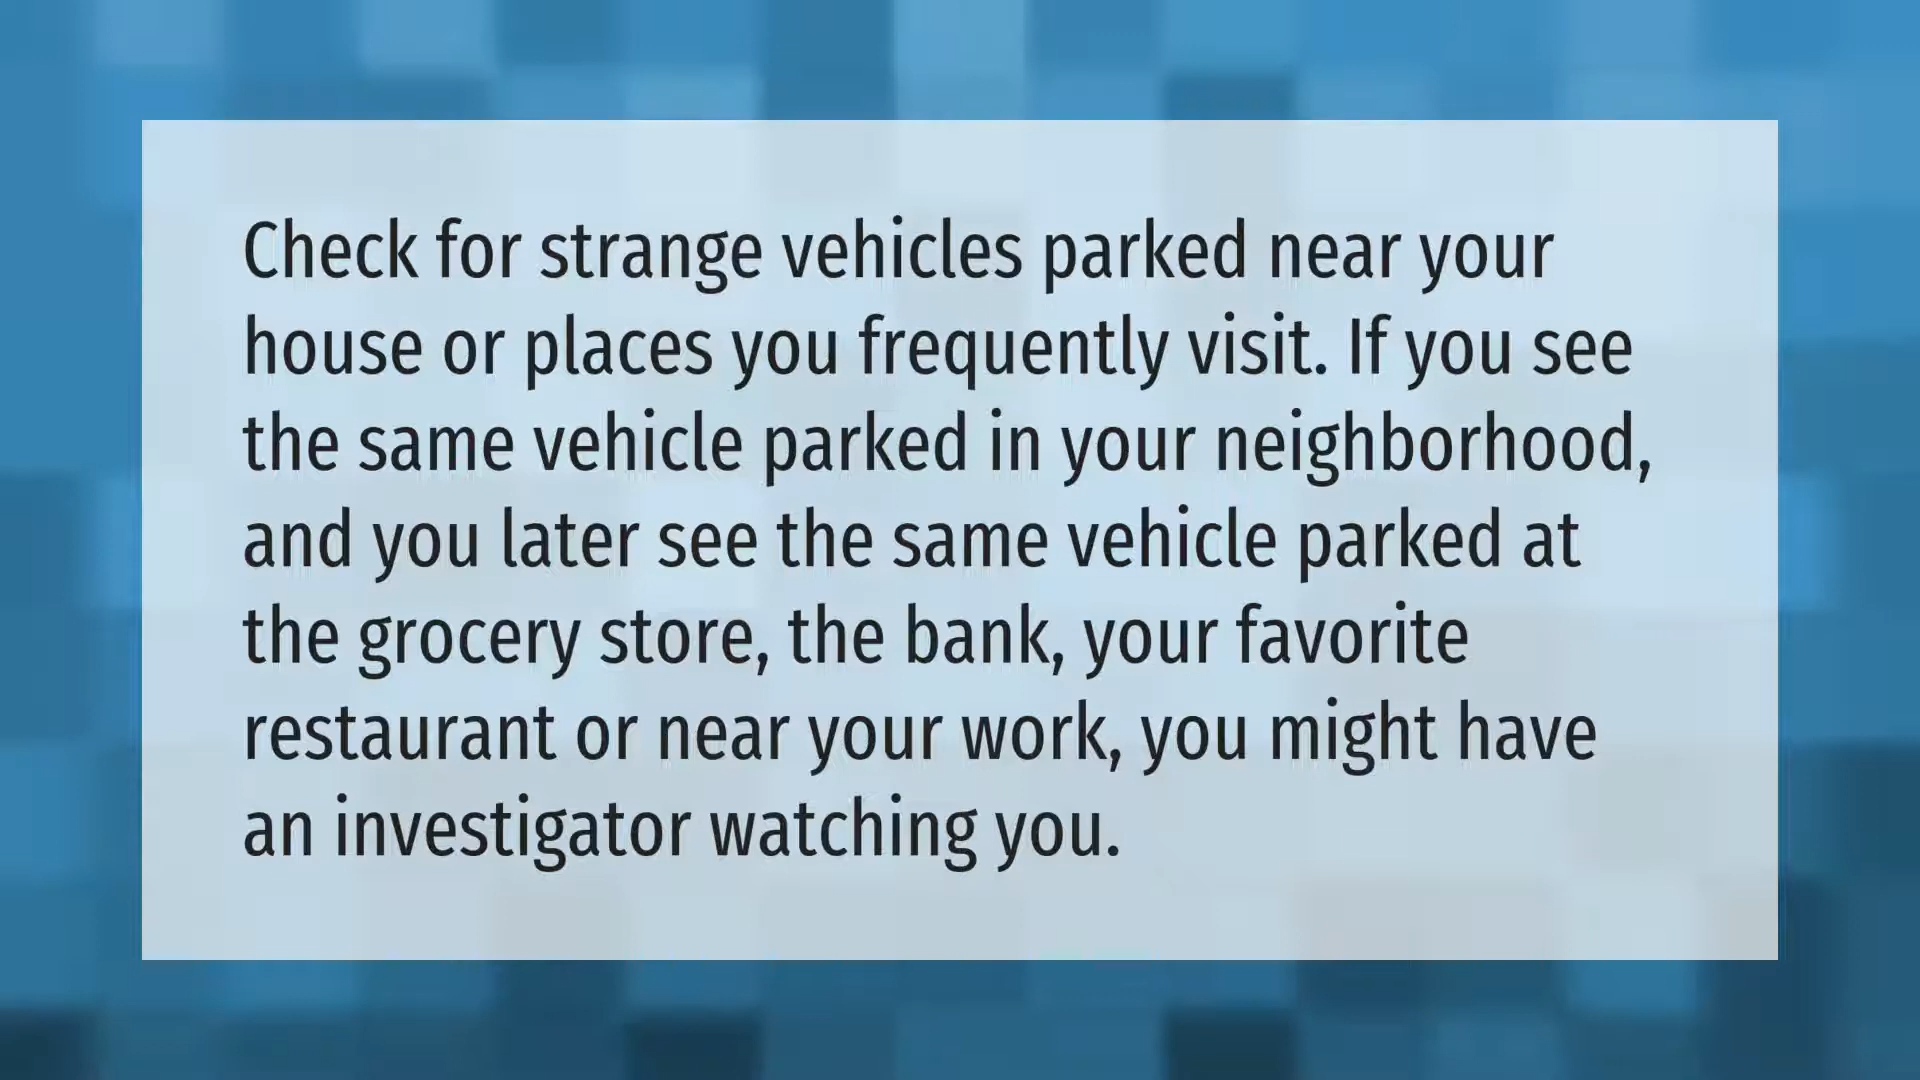 Check for strange vehicles parked near your
house or places you frequently visit. If you see
the same vehicle parked in your neighborhood,
and you later see the same vehicle parked at
the grocery store, the bank, your favorite
restaurant or near your work, you might have
an investigator watching you.